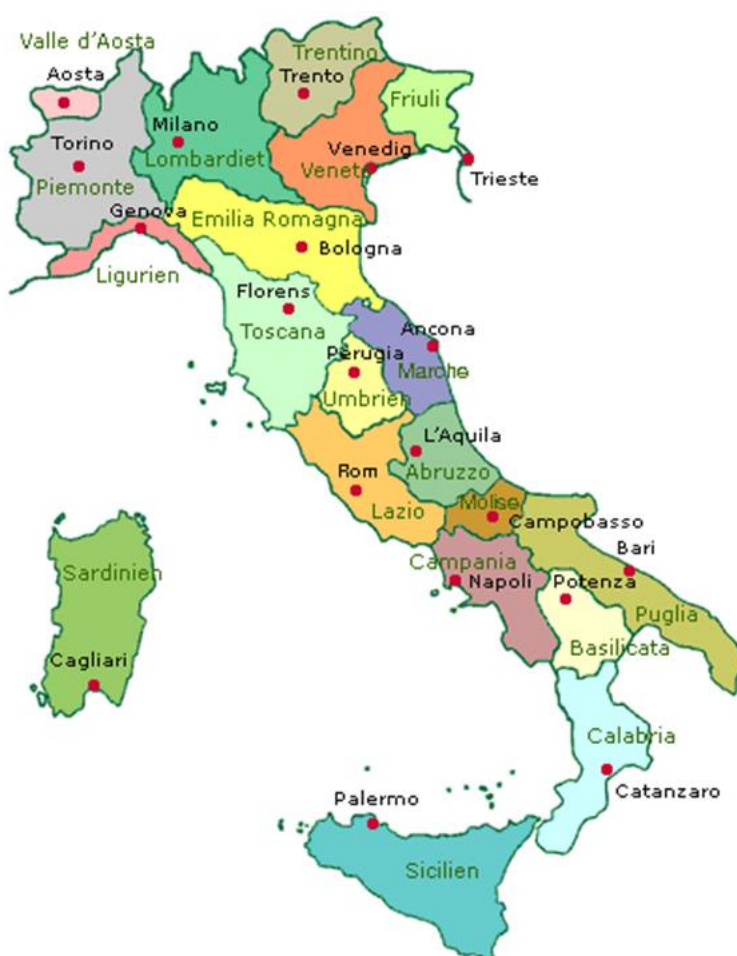 Valle d'Aosta
Trentino
Aosta
Trento
Friuli
Torino
Milano
Venedig
Lombardiet
Venet
Trieste
Piemonte
Genova
Emilia Romagna
Bologna
Ligurien
Florens
Toscana
Ancona
Perugia
Marche
Umbrien
L'Aquila
Rom
Abruzzo
Lazio
Molise
Campobasso
Bari
Campania
Sardinien
Napoli
Potenza
Puglia
Basilicata
Cagliari
Calabria
Catanzaro
Palermo
Sicilien